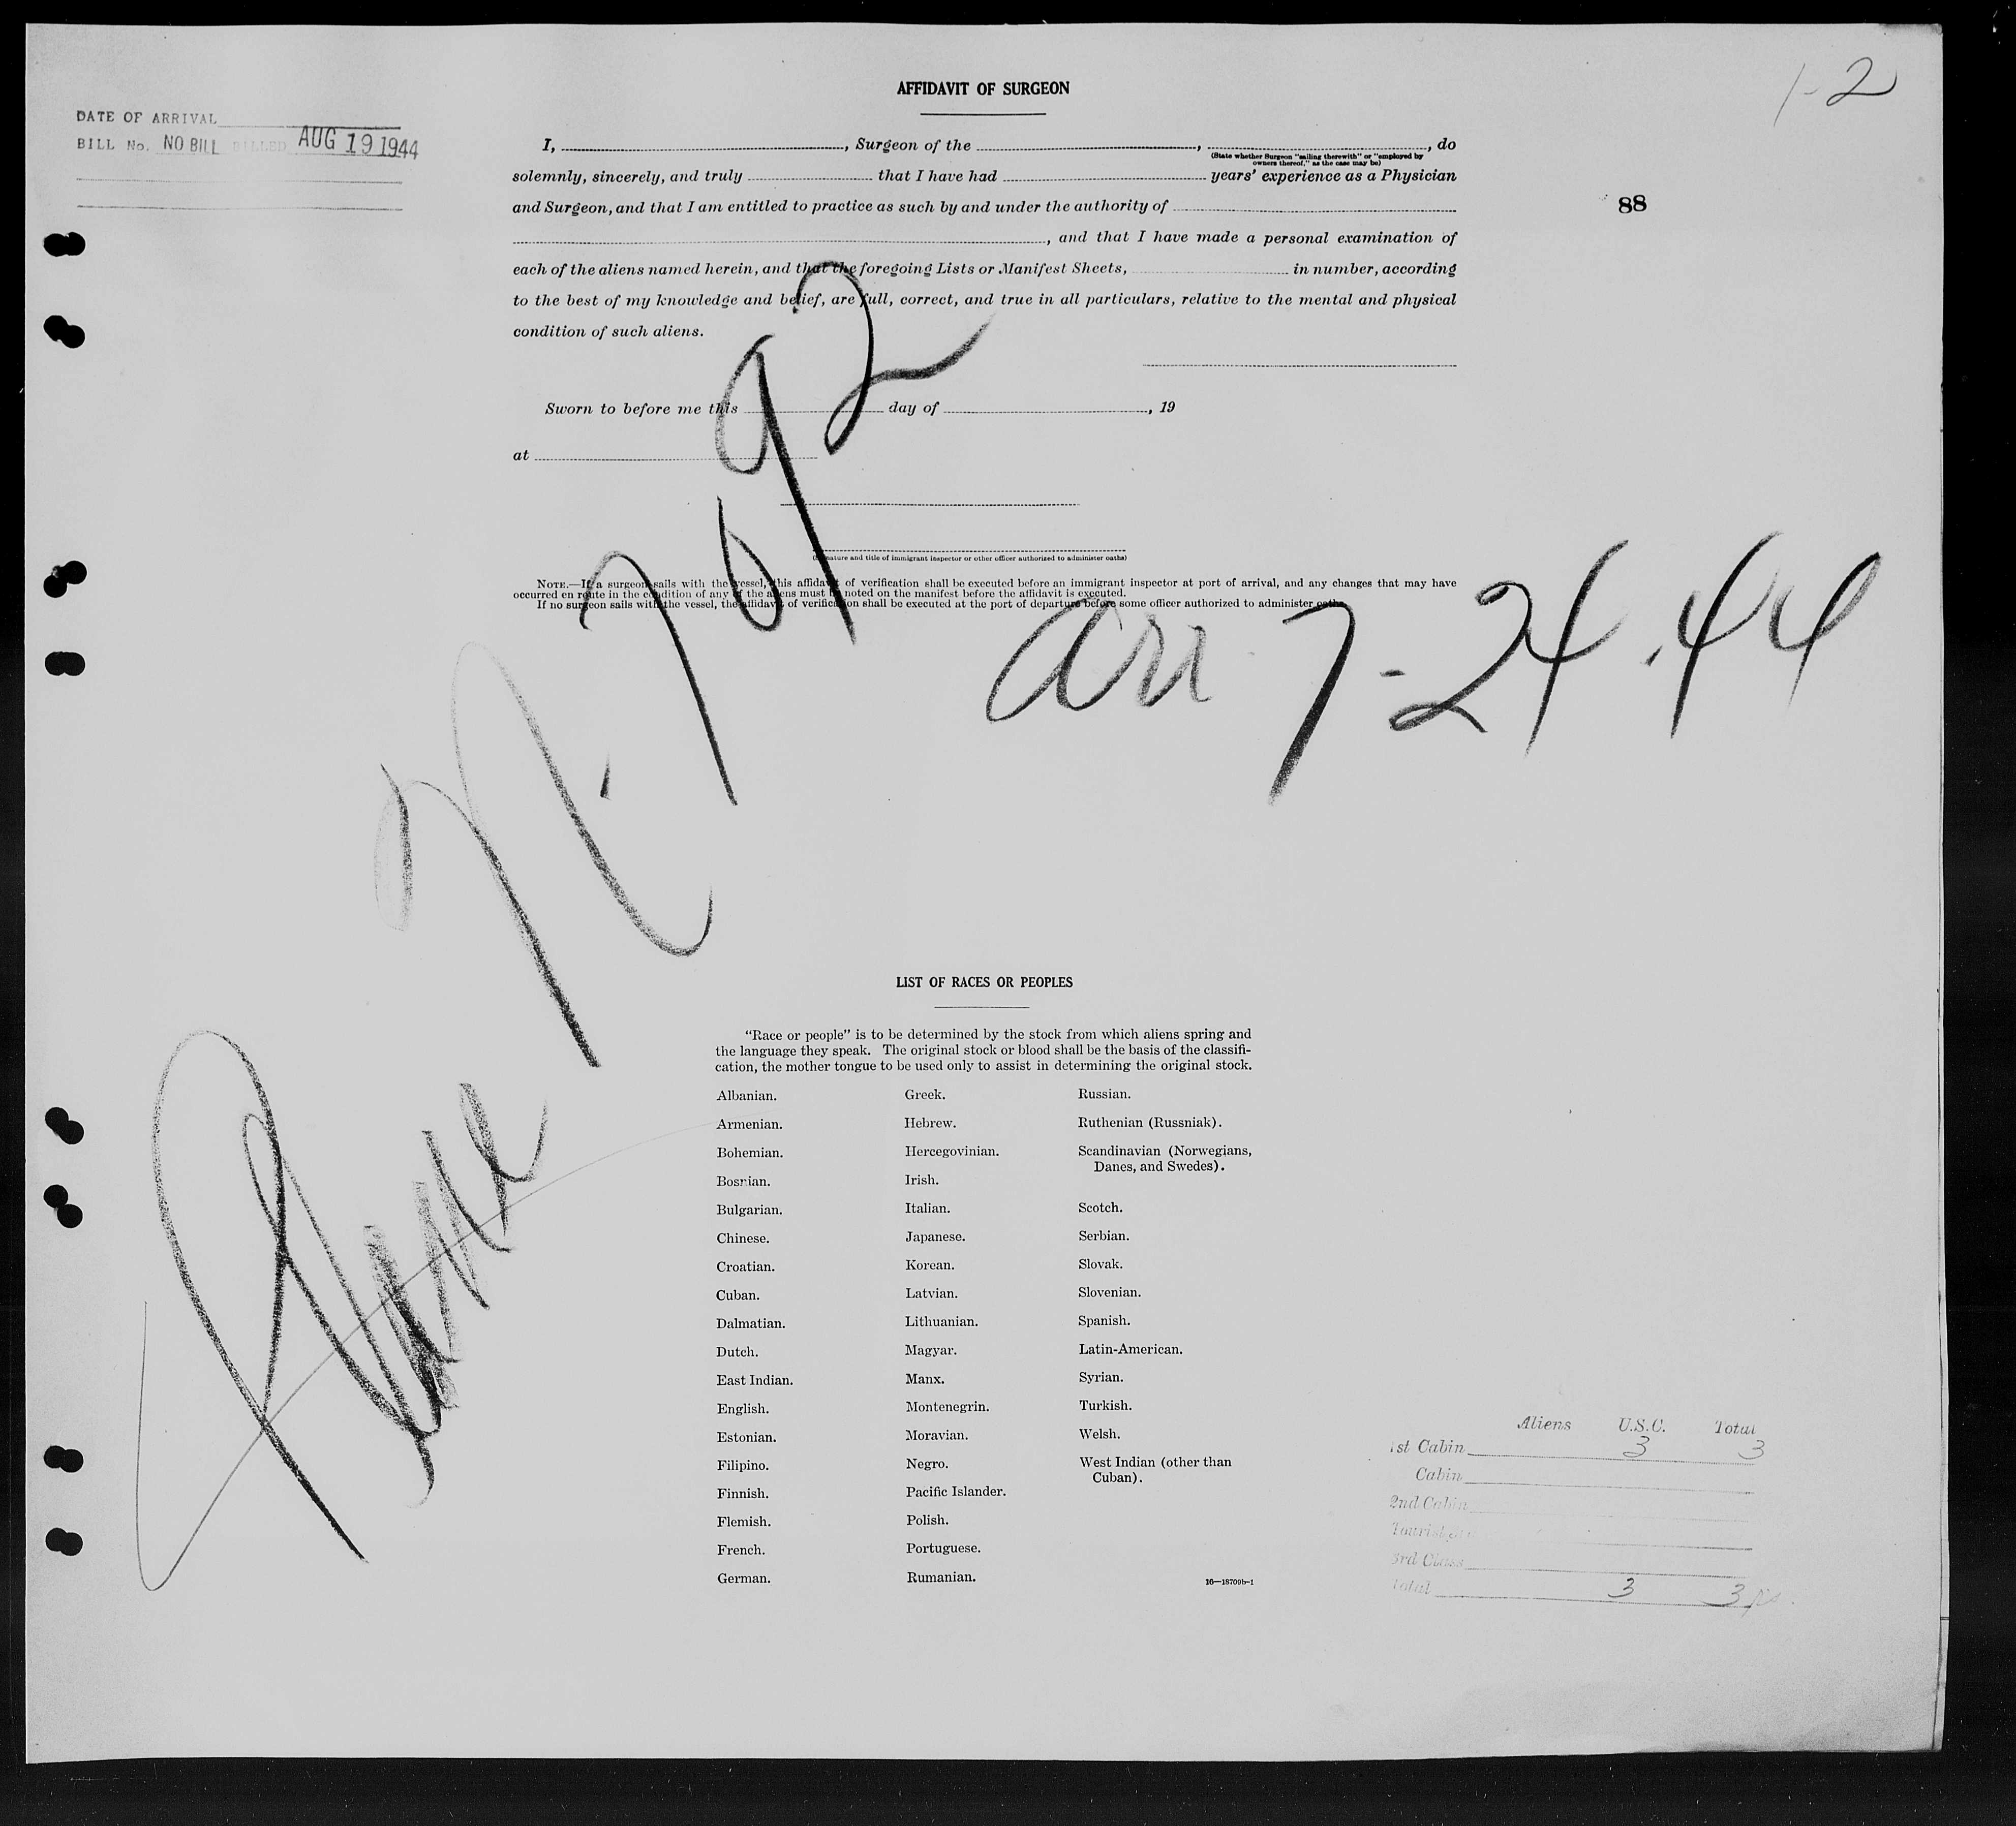 AFFIDAVIT OF SURGEON
1-2
DATE OF ARRIVAL
BILL No. NO BILL BILLED AUG 19 1944
I, , Surgeon of the , , do
(State whether Surgeon "sailing therewith" or "employed by
owners thereof," as the case may be)
solemnly, sincerely, and truly that I have had years' experience as a Physician
and Surgeon, and that I am entitled to practice as such by and under the authority of
88
, and that I have made a personal examination of
each of the aliens named herein, and that the foregoing Lists or Manifest Sheets, in number, according
to the best of my knowledge and belief, are full, correct, and true in all particulars, relative to the mental and physical
condition of such aliens.
Sworn to before me this day of , 19
at
(Signature and title of immigrant inspector or other officer authorized to administer oaths)
NOTE.—If a surgeon sails with the vessel, this affidavit of verification shall be executed before an immigrant inspector at port of arrival, and any changes that may have
occurred en route in the condition of any of the aliens must be noted on the manifest before the affidavit is executed.
If no surgeon sails with the vessel, the affidavit of verification shall be executed at the port of departure before some officer authorized to administer oaths.
Plane N. 7092
arr 7-24.44
LIST OF RACES OR PEOPLES
"Race or people" is to be determined by the stock from which aliens spring and
the language they speak. The original stock or blood shall be the basis of the classifi-
cation, the mother tongue to be used only to assist in determining the original stock.
Albanian. Greek. Russian.
Armenian. Hebrew. Ruthenian (Russniak).
Bohemian. Hercegovinian. Scandinavian (Norwegians,
Danes, and Swedes).
Bosnian. Irish.
Bulgarian. Italian. Scotch.
Chinese. Japanese. Serbian.
Croatian. Korean. Slovak.
Cuban. Latvian. Slovenian.
Dalmatian. Lithuanian. Spanish.
Dutch. Magyar. Latin-American.
East Indian. Manx. Syrian.
English. Montenegrin. Turkish.
Estonian. Moravian. Welsh.
Filipino. Negro. West Indian (other than
Cuban).
Finnish. Pacific Islander.
Flemish. Polish.
French. Portuguese.
German. Rumanian.
16—18709b-1
Aliens U.S.C. Total
1st Cabin 3 3
Cabin
2nd Cabin
Tourist
3rd Class
Total 3 3